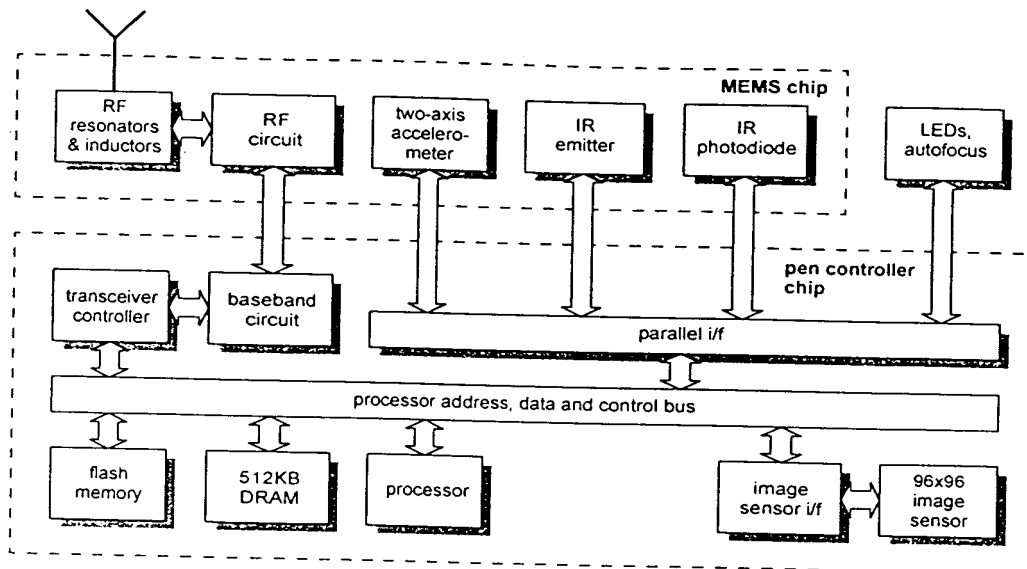 MEMS chip
RF
resonators
& inductors
RF
circuit
two-axis
accelero-
meter
IR
emitter
IR
photodiode
LEDs,
autofocus
pen controller
chip
transceiver
controller
baseband
circuit
parallel i/f
processor address, data and control bus
flash
memory
512KB
DRAM
processor
image
sensor i/f
96x96
image
sensor